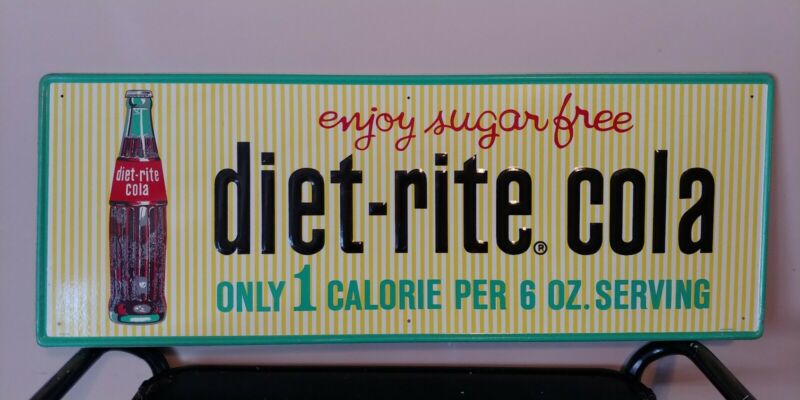 enjoy sugar free
diet-rite® cola
ONLY 1 CALORIE PER 6 OZ. SERVING
diet-rite
cola